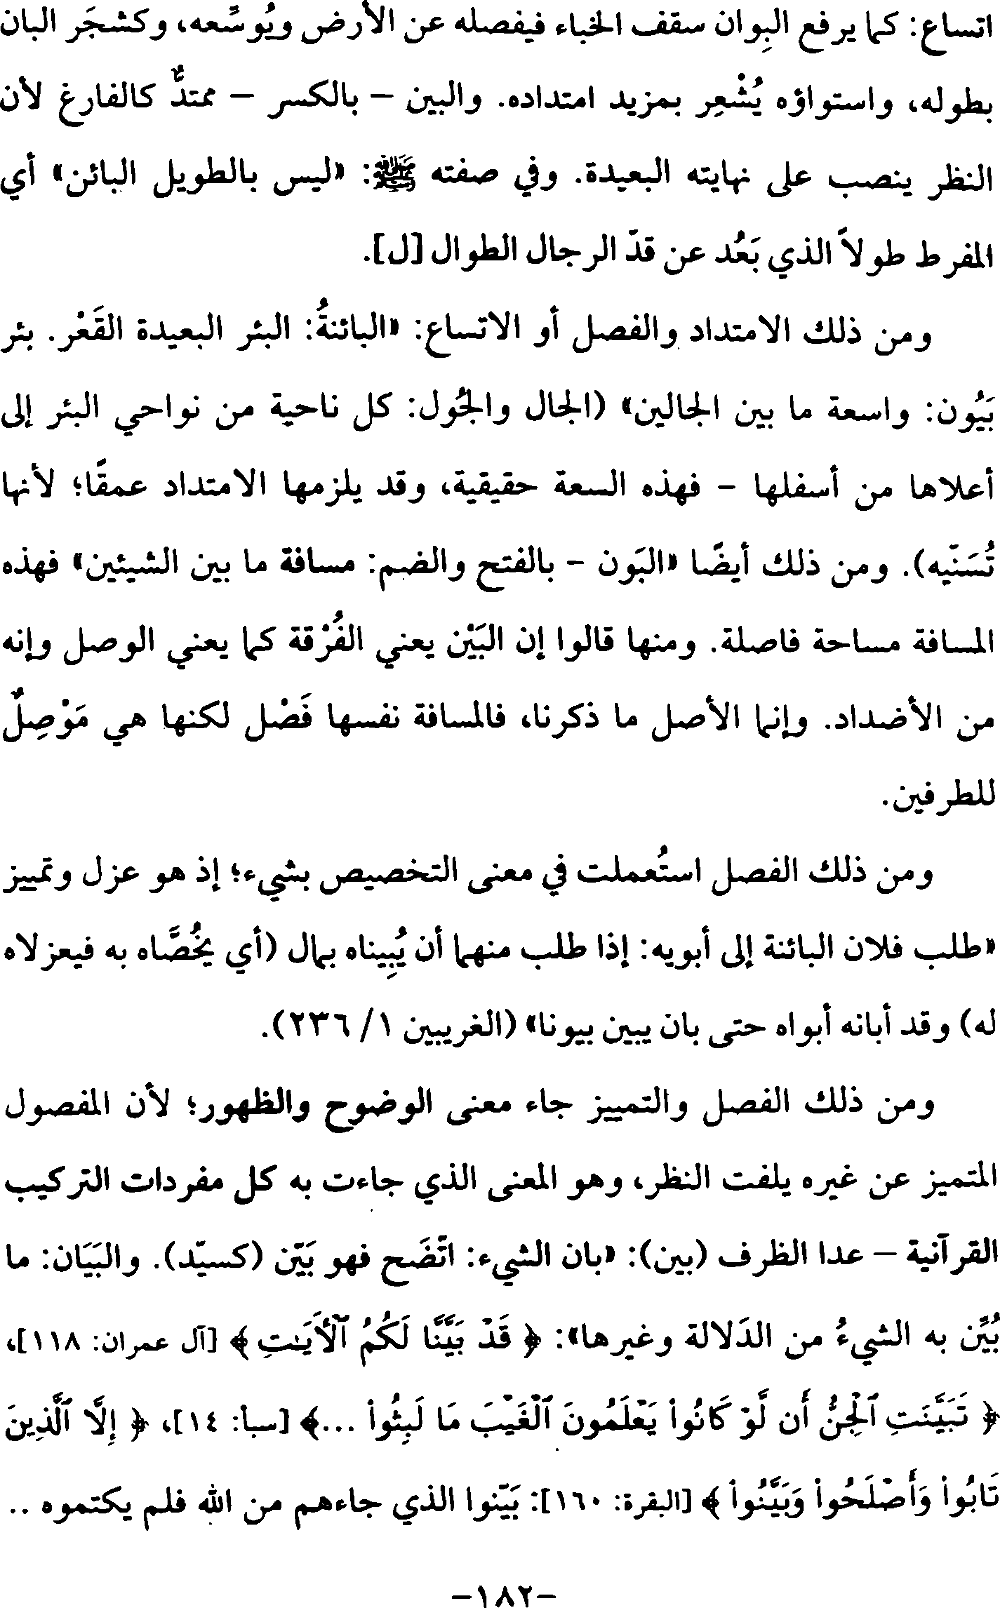 اتساع: كما يرفع البِوان سقف الخباء فيفصله عن الأرض ويُوسِّعه، وكشجَر البان
بطوله، واستواؤه يُشْعِر بمزيد امتداده. والبين – بالكسر – ممتدٌّ كالفارغ لأن
النظر ينصب على نهايته البعيدة. وفي صفته ﷺ: «ليس بالطويل البائن» أي
المفرط طولاً الذي بَعُد عن قدّ الرجال الطوال [ل].
ومن ذلك الامتداد والفصل أو الاتساع: «البائنةُ: البئر البعيدة القَعْر. بئر
بَيُون: واسعة ما بين الجالين» (الجال والجُول: كل ناحية من نواحي البئر إلى
أعلاها من أسفلها – فهذه السعة حقيقية، وقد يلزمها الامتداد عمقًا؛ لأنها
تُسَنّيه). ومن ذلك أيضًا «البَون – بالفتح والضم: مسافة ما بين الشيئين» فهذه
المسافة مساحة فاصلة. ومنها قالوا إن البَيْن يعني الفُرْقة كما يعني الوصل وإنه
من الأضداد. وإنما الأصل ما ذكرنا، فالمسافة نفسها فَصْل لكنها هي مَوْصِلٌ
للطرفين.
ومن ذلك الفصل استُعملت في معنى التخصيص بشيء؛ إذ هو عزل وتمييز
«طلب فلان البائنة إلى أبويه: إذا طلب منهما أن يُبِيناه بمال (أي يخُصَّاه به فيعزلاه
له) وقد أبانه أبواه حتى بان يبين بيونا» (الغريبين ١/ ٢٣٦).
ومن ذلك الفصل والتمييز جاء معنى الوضوح والظهور؛ لأن المفصول
المتميز عن غيره يلفت النظر، وهو المعنى الذي جاءت به كل مفردات التركيب
القرآنية – عدا الظرف (بين): «بان الشيء: اتّضَح فهو بَيّن (كسيّد). والبَيَان: ما
بُيِّن به الشيءُ من الدَلالة وغيرها»: ﴿ قَدْ بَيَّنَّا لَكُمُ ٱلْأَيَـٰتِ ﴾ [آل عمران: ١١٨]،
﴿ تَبَيَّنَتِ ٱلْجِنُّ أَن لَّوْ كَانُوا۟ يَعْلَمُونَ ٱلْغَيْبَ مَا لَبِثُوا۟ ...﴾ [سبأ: ١٤]، ﴿ إِلَّا ٱلَّذِينَ
تَابُوا۟ وَأَصْلَحُوا۟ وَبَيَّنُوا۟ ﴾ [البقرة: ١٦٠]: بَيّنوا الذي جاءهم من الله فلم يكتموه ..
–١٨٢–